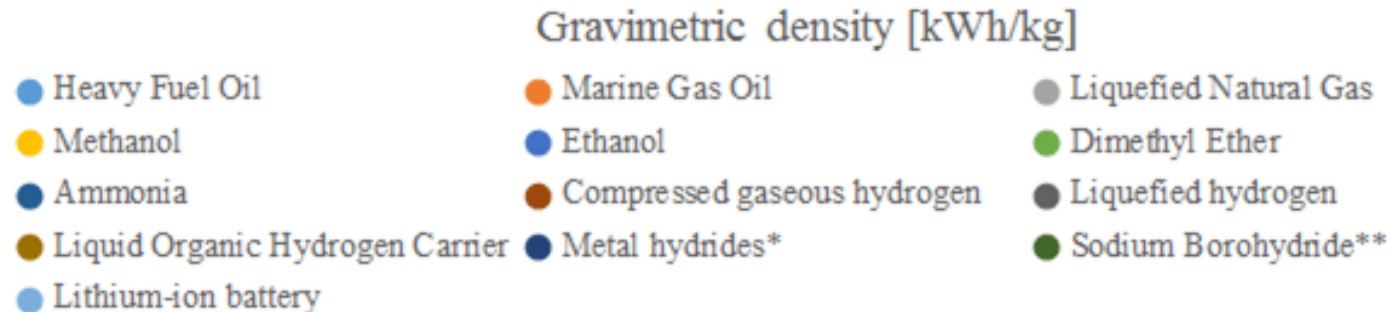 Gravimetric density [kWh/kg]
Heavy Fuel Oil Marine Gas Oil Liquefied Natural Gas
Methanol Ethanol Dimethyl Ether
Ammonia Compressed gaseous hydrogen Liquefied hydrogen
Liquid Organic Hydrogen Carrier Metal hydrides* Sodium Borohydride**
Lithium-ion battery